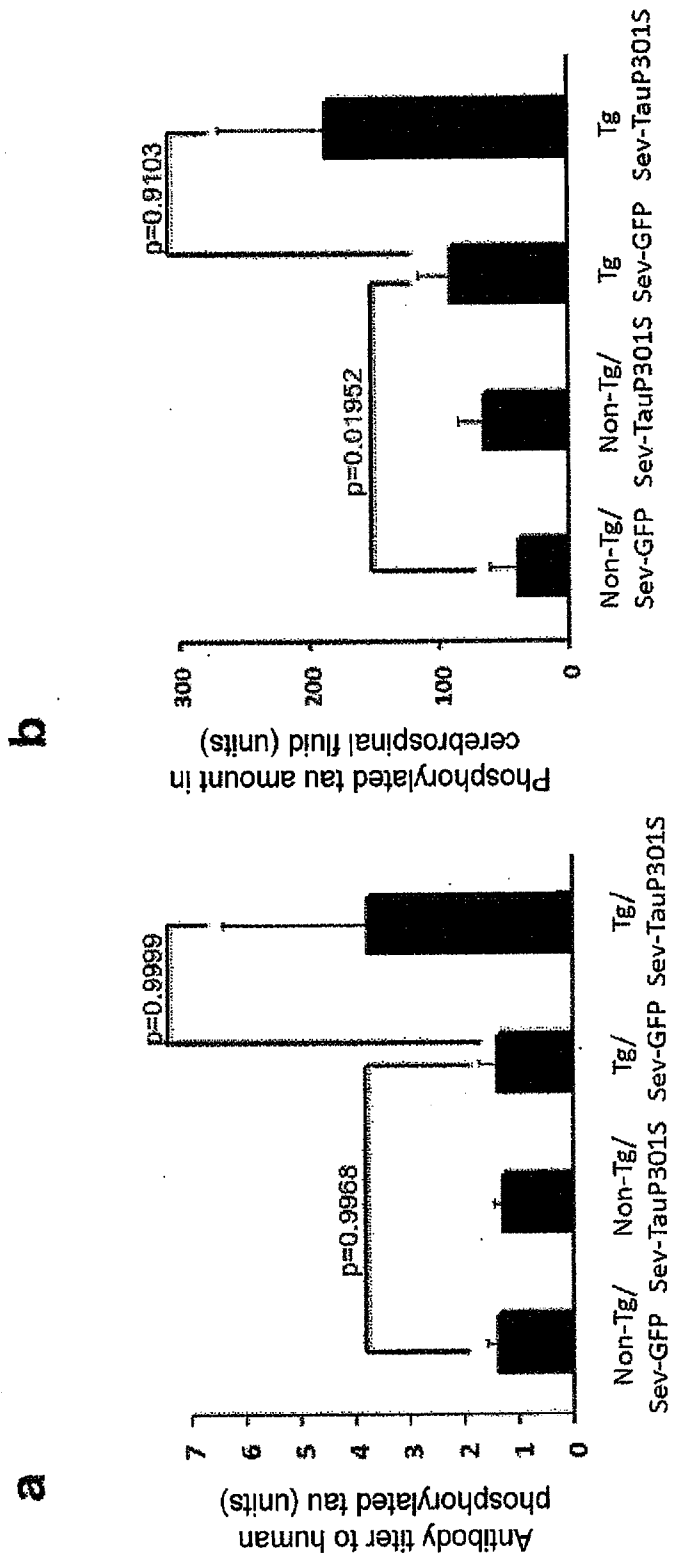 a
Antibody titer to human
phosphorylated tau (units)
7
6
5
4
3
2
1
0
p=0.9968
p=0.9999
Non-Tg/ Non-Tg/ Tg/ Tg/
Sev-GFP Sev-TauP301S Sev-GFP Sev-TauP301S
b
Phosphorylated tau amount in
cerebrospinal fluid (units)
300
200
100
0
p=0.01952
p=0.9103
Non-Tg/ Non-Tg/ Tg Tg
Sev-GFP Sev-TauP301S Sev-GFP Sev-TauP301S